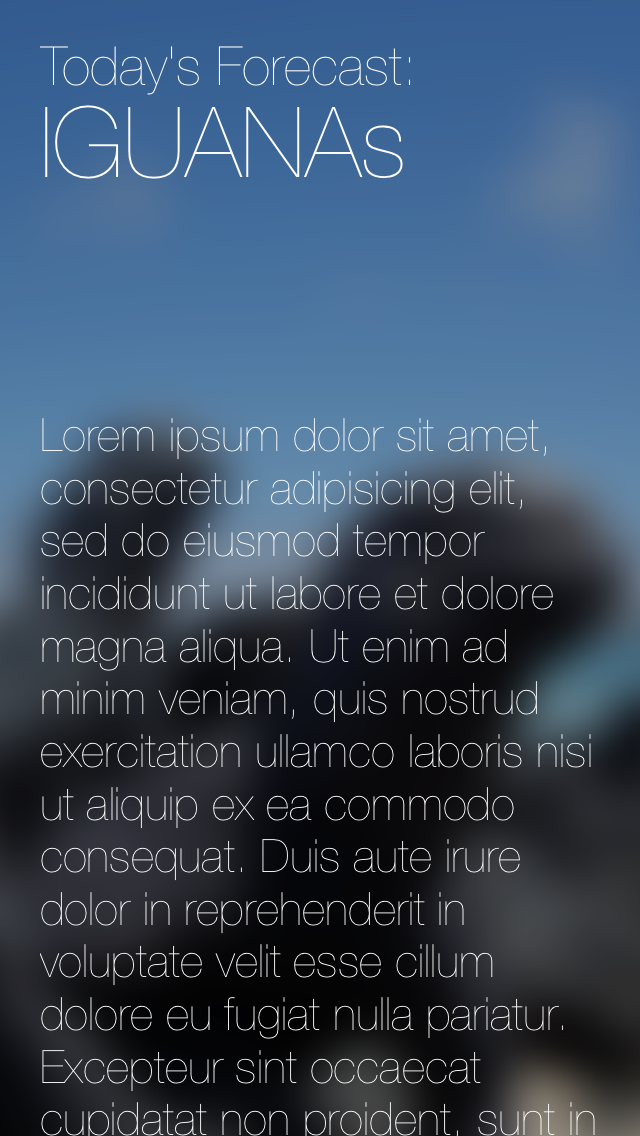 Today's Forecast:
IGUANAs
Lorem ipsum dolor sit amet,
consectetur adipisicing elit,
sed do eiusmod tempor
incididunt ut labore et dolore
magna aliqua. Ut enim ad
minim veniam, quis nostrud
exercitation ullamco laboris nisi
ut aliquip ex ea commodo
consequat. Duis aute irure
dolor in reprehenderit in
voluptate velit esse cillum
dolore eu fugiat nulla pariatur.
Excepteur sint occaecat
cupidatat non proident, sunt in